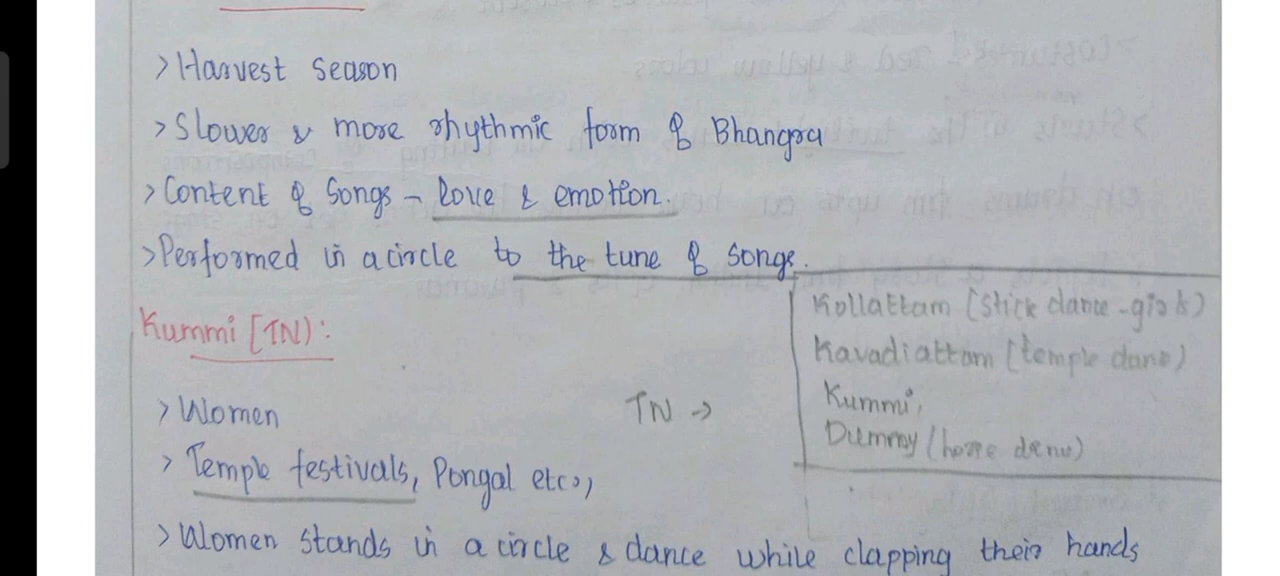 > Harvest season
> Slower & more rhythmic form of Bhangra
> Content of Songs - Love & emotion.
> Performed in a circle to the tune of songs.
Kummi [TN]:
> Women
> Temple festivals, Pongal etc.,
> Women stands in a circle & dance while clapping their hands
TN →
Kollattam (stick dance - girls)
Kavadiattam (temple dance)
Kummi,
Dummy (horse dance)